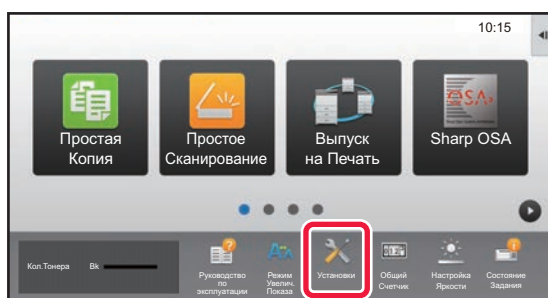 10:15
OSA
Простая
Копия
Простое
Сканирование
Выпуск
на Печать
Sharp OSA
Кол.Тонера
Bk
Руководство
по
эксплуатации
Режим
Увелич.
Показа
Установки
Общий
Счетчик
Настройка
Яркости
Состояние
Задания